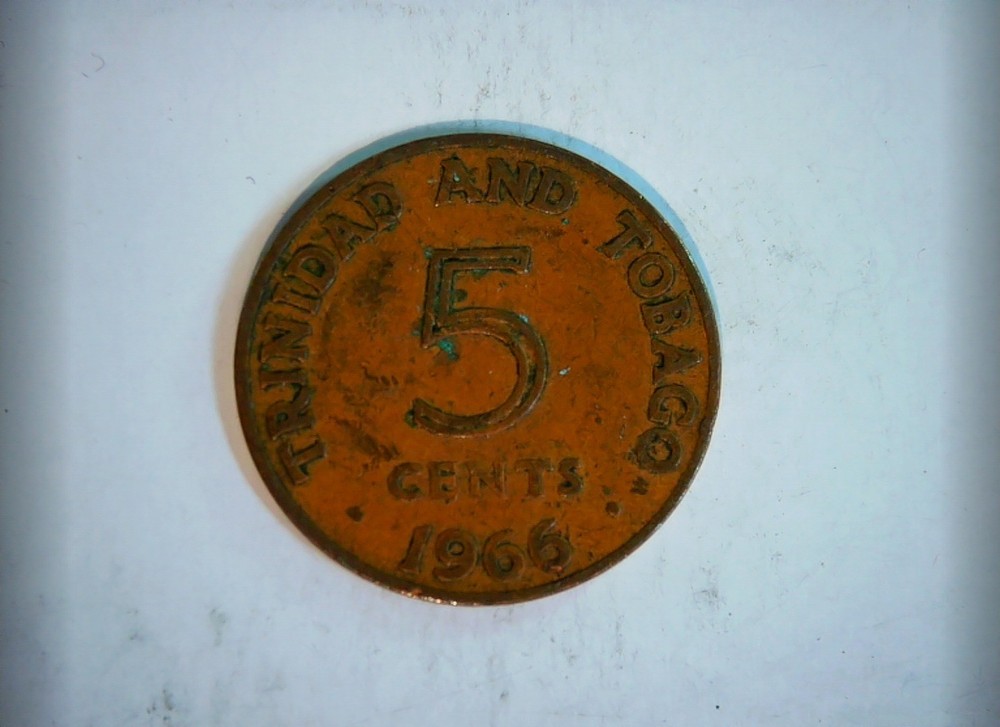 TRINIDAD AND TOBAGO
5
CENTS
1966